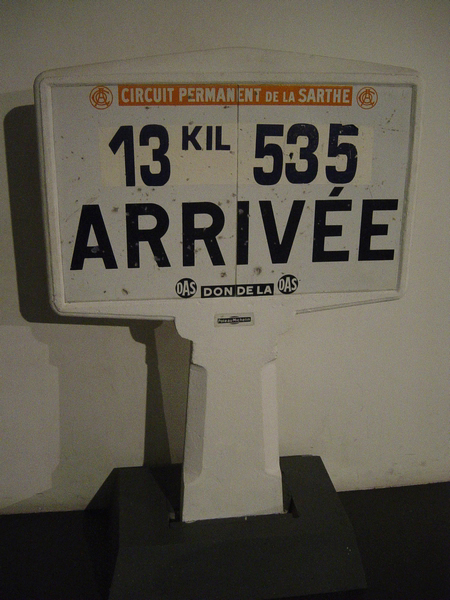 CIRCUIT PERMANENT DE LA SARTHE
13 KIL 535
ARRIVÉE
OAS DON DE LA OAS